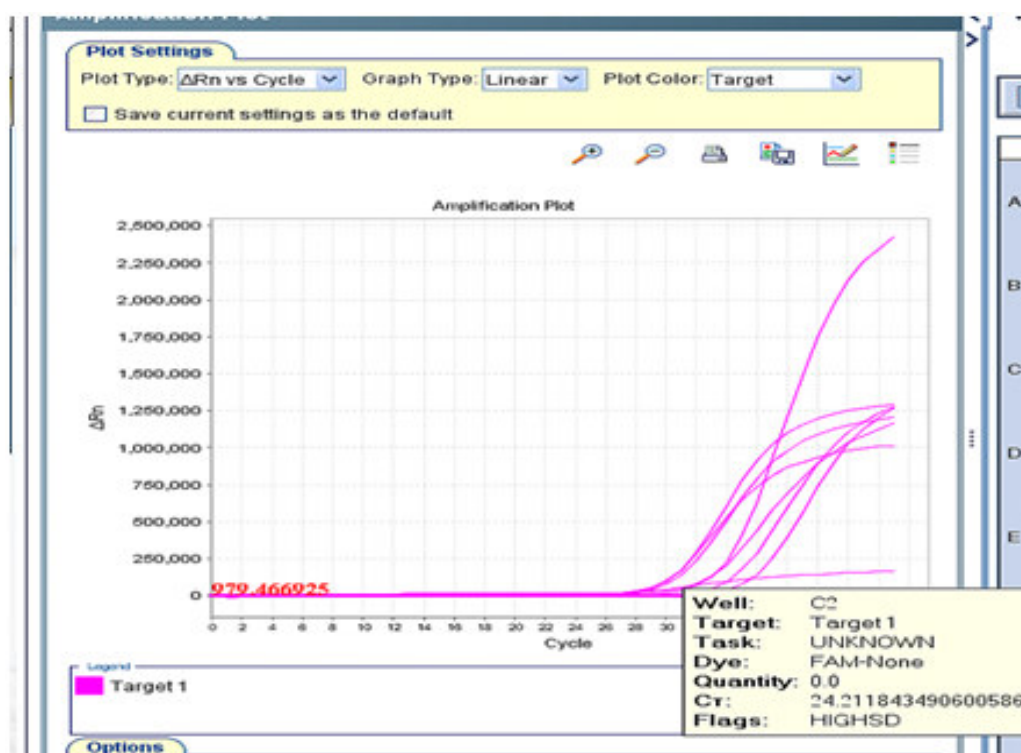 Amplification Plot
Plot Settings
Plot Type: ΔRn vs Cycle Graph Type: Linear Plot Color: Target
Save current settings as the default
Amplification Plot
2,500,000
2,250,000
2,000,000
1,750,000
1,500,000
1,250,000
1,000,000
750,000
500,000
250,000
0
ΔRn
979.466925
0 2 4 6 8 10 12 14 16 18 20 22 24 26 28 30
Cycle
Legend
Target 1
Well: C2
Target: Target 1
Task: UNKNOWN
Dye: FAM-None
Quantity: 0.0
Cт: 24.211843490600586
Flags: HIGHSD
Options
A
B
C
D
E